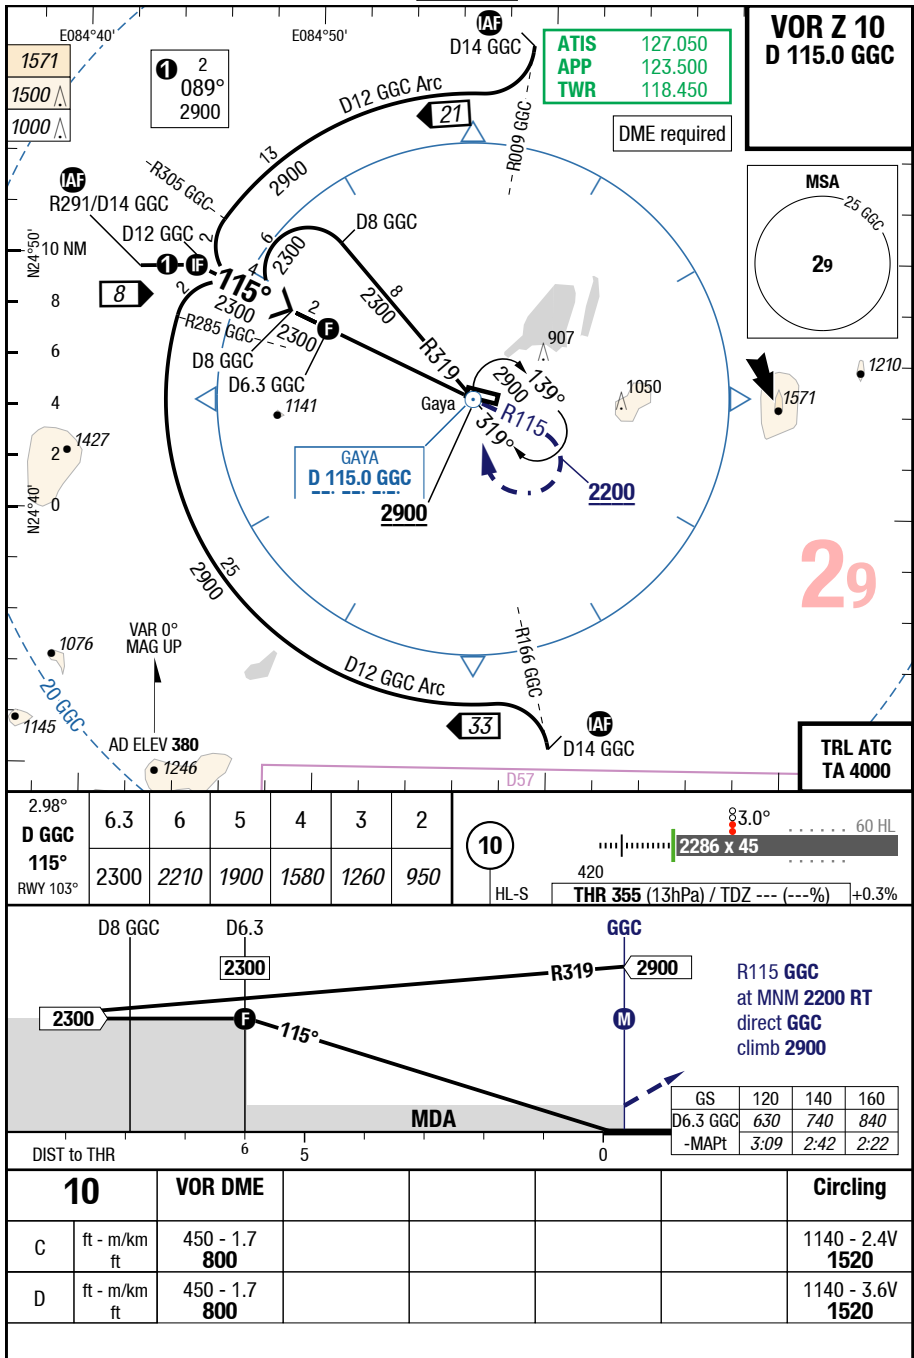 E084°40'
E084°50'
IAF
D14 GGC
VOR Z 10
D 115.0 GGC
1571
1500
1000
1 2
089°
2900
D12 GGC Arc
21
ATIS 127.050
APP 123.500
TWR 118.450
DME required
R009 GGC
13
2900
R305 GGC
IAF
R291/D14 GGC
D12 GGC
1 IF
2
6
2300
D8 GGC
MSA
25 GGC
29
N24°50'
10 NM
8
8
4
115°
2300
R285 GGC
2
2
2300
F
8
2300
D8 GGC
D6.3 GGC
R319
907
6
1210
1571
1050
4
Gaya
2900
139°
R115
319°
1141
1427
2
GAYA
D 115.0 GGC
2900
2200
N24°40'
0
29
25
2900
VAR 0°
MAG UP
1076
20 GGC
1145
D12 GGC Arc
R166 GGC
33
IAF
D14 GGC
AD ELEV 380
1246
D57
TRL ATC
TA 4000
2.98°
D GGC
115°
RWY 103°
6.3 6 5 4 3 2
2300 2210 1900 1580 1260 950
10
HL-S
3.0°
60 HL
2286 x 45
420
THR 355 (13hPa) / TDZ --- (---%)
+0.3%
D8 GGC
D6.3
GGC
2300
R319
2900
2300
F
115°
M
R115 GGC
at MNM 2200 RT
direct GGC
climb 2900
MDA
GS 120 140 160
D6.3 GGC 630 740 840
-MAPt 3:09 2:42 2:22
DIST to THR
6 5 0
10 VOR DME Circling
C ft - m/km 450 - 1.7 1140 - 2.4V
ft 800 1520
D ft - m/km 450 - 1.7 1140 - 3.6V
ft 800 1520